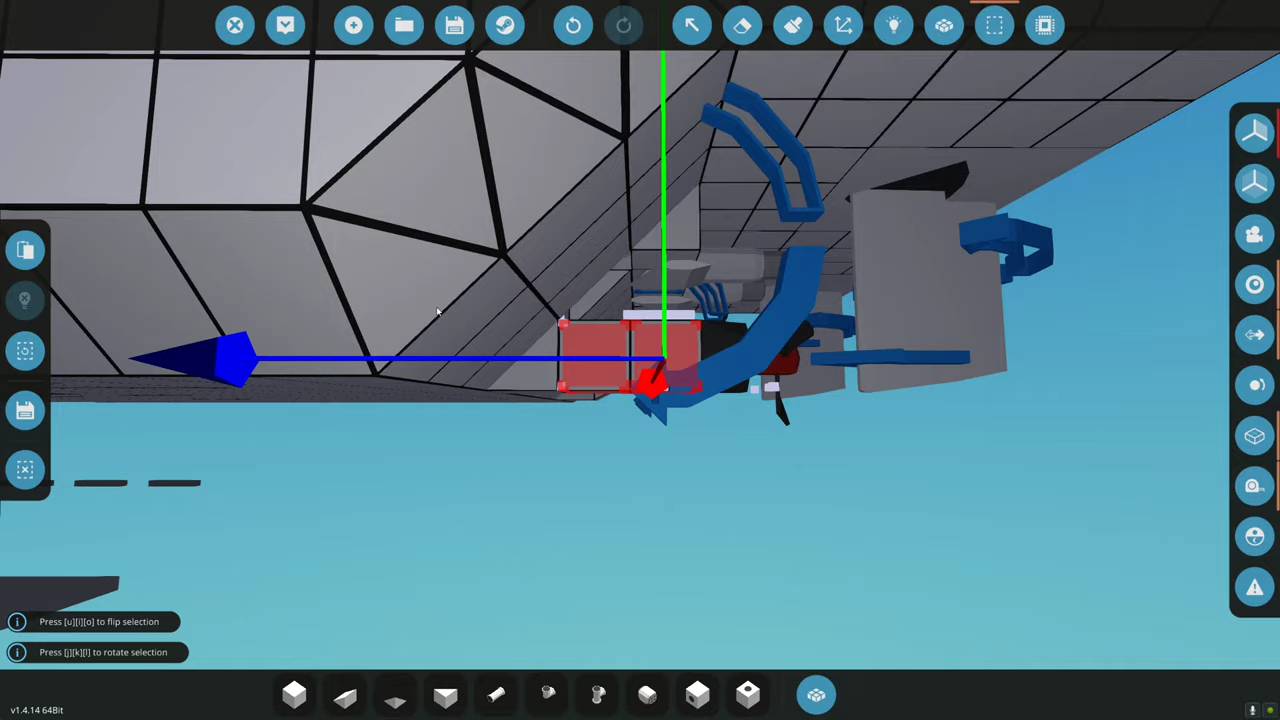 Press [u][i][o] to flip selection
Press [j][k][l] to rotate selection
v1.4.14 64Bit